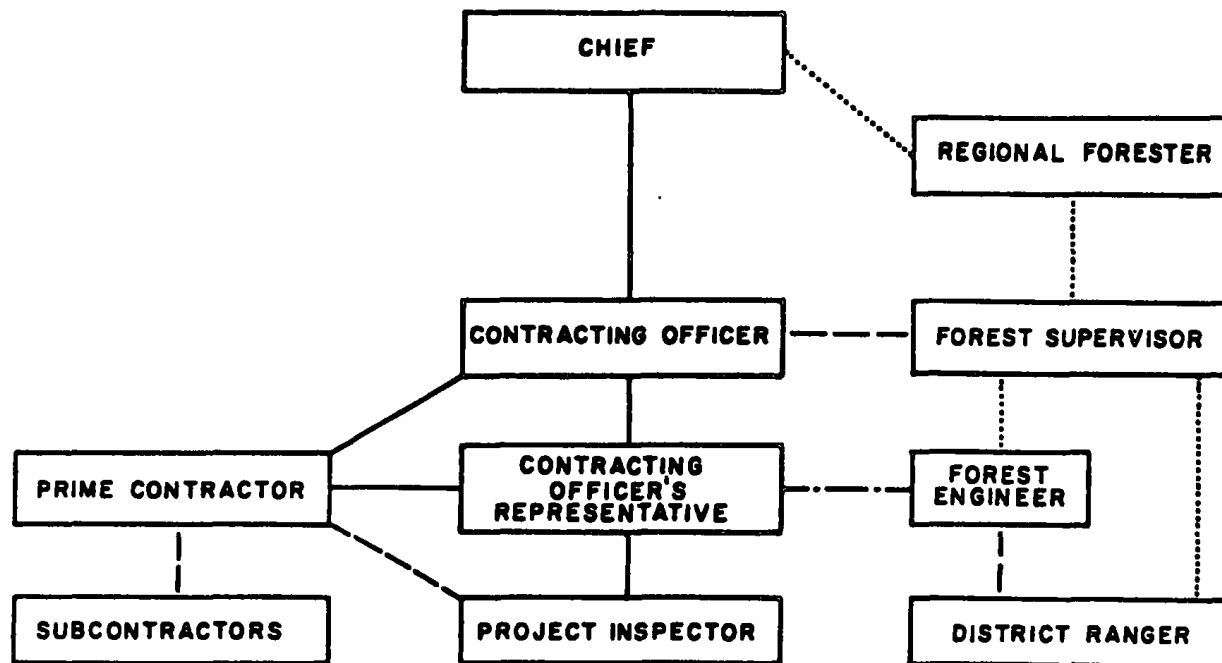 CHIEF
REGIONAL FORESTER
CONTRACTING OFFICER
FOREST SUPERVISOR
PRIME CONTRACTOR
CONTRACTING
OFFICER'S
REPRESENTATIVE
FOREST
ENGINEER
SUBCONTRACTORS
PROJECT INSPECTOR
DISTRICT RANGER